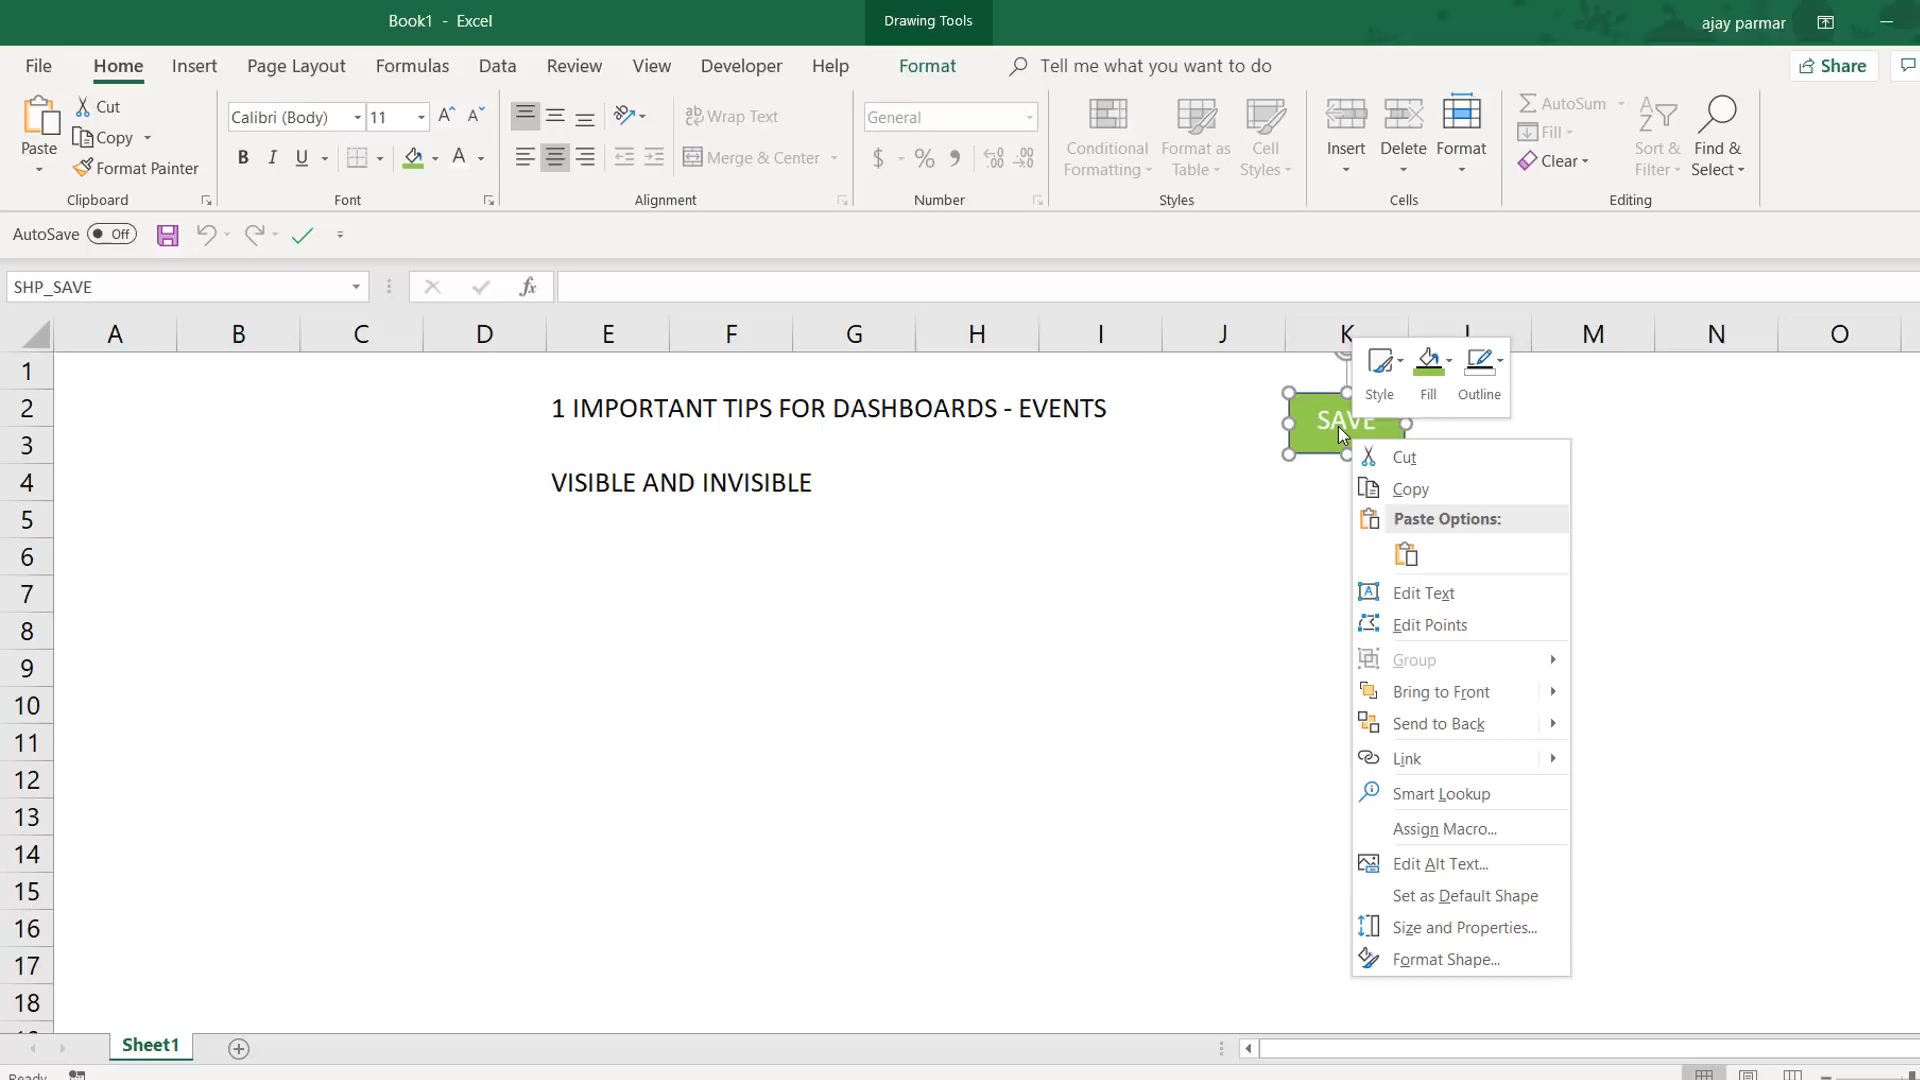 Book1 - Excel
Drawing Tools
ajay parmar
File Home Insert Page Layout Formulas Data Review View Developer Help Format Tell me what you want to do Share
Paste
Cut
Copy
Format Painter
Clipboard
Calibri (Body) 11
B I U A
Font
Wrap Text
Merge & Center
Alignment
General
$ % 
Number
Conditional Formatting
Format as Table
Cell Styles
Styles
Insert Delete Format
Cells
AutoSum
Fill
Clear
Sort & Filter
Find & Select
Editing
AutoSave Off
SHP_SAVE fx
A B C D E F G H I J K L M N O
1
2 1 IMPORTANT TIPS FOR DASHBOARDS - EVENTS
3
4 VISIBLE AND INVISIBLE
5
6
7
8
9
10
11
12
13
14
15
16
17
18
SAVE
Style Fill Outline
Cut
Copy
Paste Options:
Edit Text
Edit Points
Group
Bring to Front
Send to Back
Link
Smart Lookup
Assign Macro...
Edit Alt Text...
Set as Default Shape
Size and Properties...
Format Shape...
Sheet1
Ready